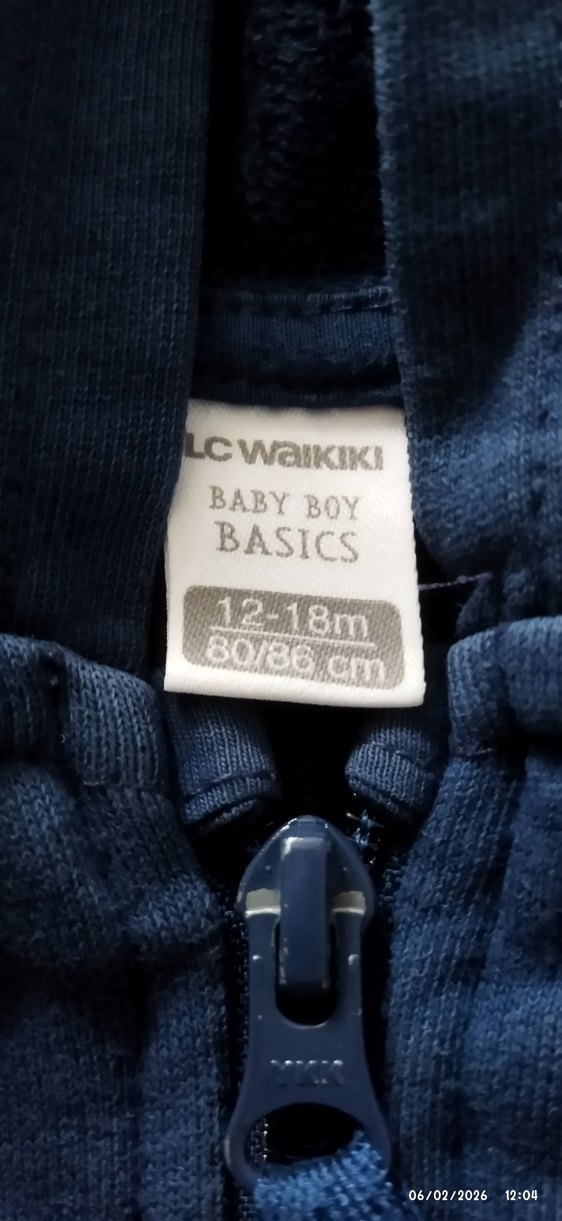 LC WAIKIKI
BABY BOY
BASICS
12-18m
80/86 cm
YKK
06/02/2026 12:04